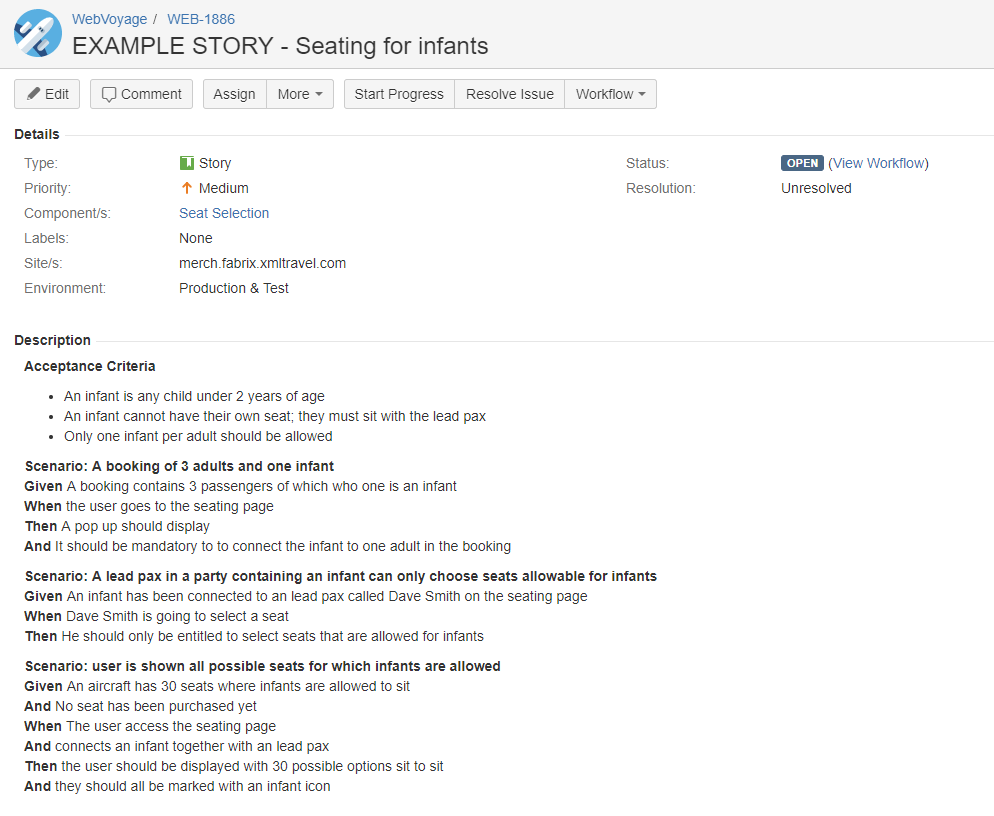 WebVoyage / WEB-1886
EXAMPLE STORY - Seating for infants
Edit Comment Assign More Start Progress Resolve Issue Workflow
Details
Type: Story Status: OPEN (View Workflow)
Priority: Medium Resolution: Unresolved
Component/s: Seat Selection
Labels: None
Site/s: merch.fabrix.xmltravel.com
Environment: Production & Test
Description
Acceptance Criteria
• An infant is any child under 2 years of age
• An infant cannot have their own seat; they must sit with the lead pax
• Only one infant per adult should be allowed
Scenario: A booking of 3 adults and one infant
Given A booking contains 3 passengers of which who one is an infant
When the user goes to the seating page
Then A pop up should display
And It should be mandatory to to connect the infant to one adult in the booking
Scenario: A lead pax in a party containing an infant can only choose seats allowable for infants
Given An infant has been connected to an lead pax called Dave Smith on the seating page
When Dave Smith is going to select a seat
Then He should only be entitled to select seats that are allowed for infants
Scenario: user is shown all possible seats for which infants are allowed
Given An aircraft has 30 seats where infants are allowed to sit
And No seat has been purchased yet
When The user access the seating page
And connects an infant together with an lead pax
Then the user should be displayed with 30 possible options sit to sit
And they should all be marked with an infant icon